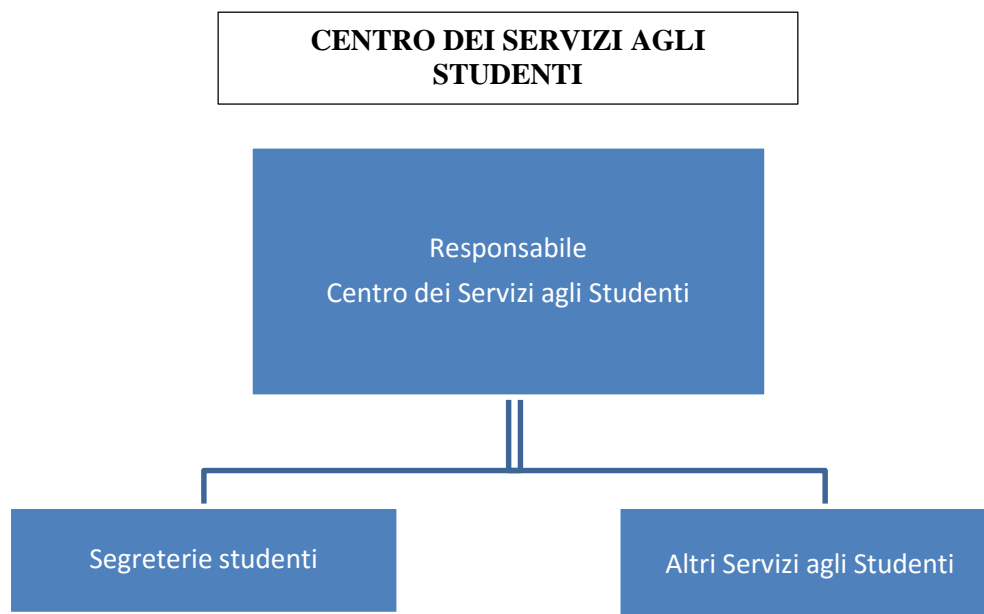 CENTRO DEI SERVIZI AGLI
STUDENTI
Responsabile
Centro dei Servizi agli Studenti
Segreterie studenti
Altri Servizi agli Studenti